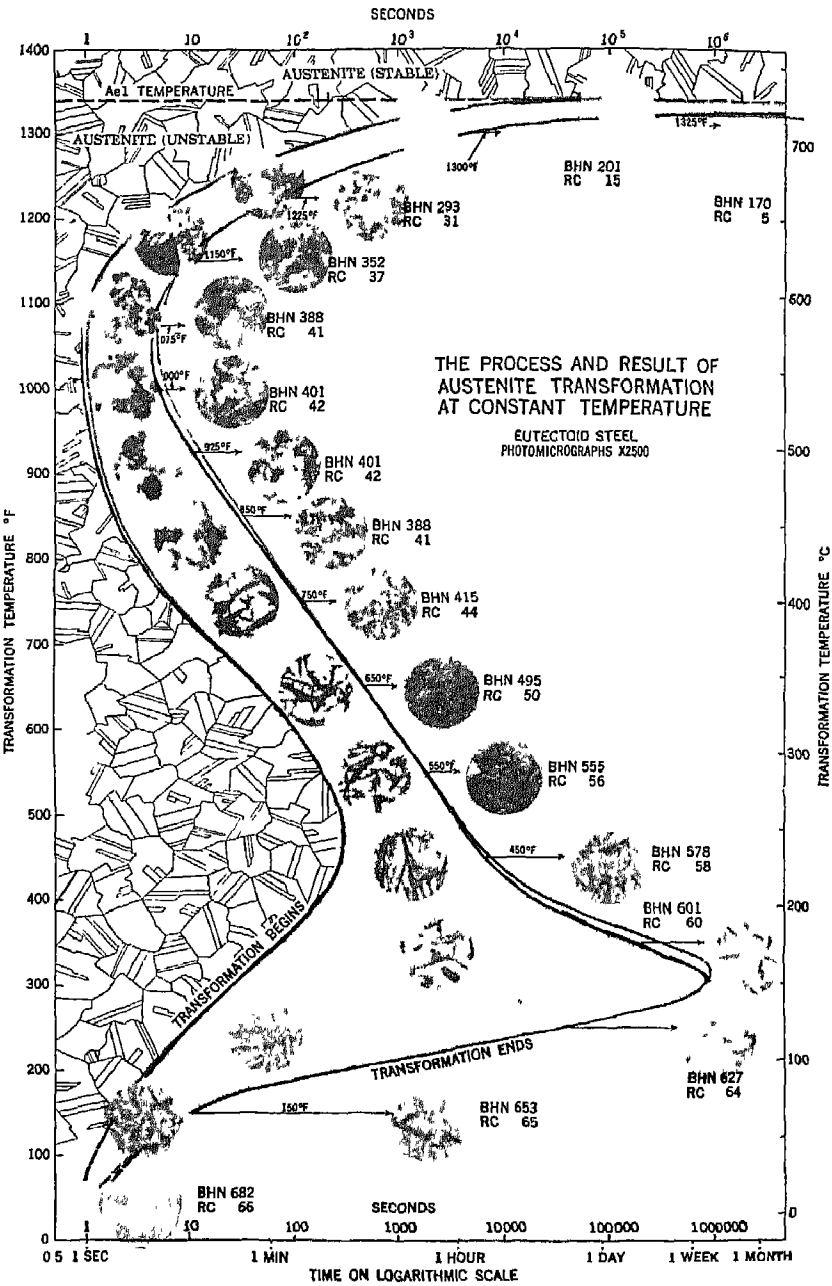 SECONDS
1 10 10² 10³ 10⁴ 10⁵ 10⁶
1400
AUSTENITE (STABLE)
Ae1 TEMPERATURE
1300
AUSTENITE (UNSTABLE)
1325°F
700
1300°F
BHN 201
RC 15
1200
1225°F
BHN 293
RC 31
BHN 170
RC 5
1150°F
BHN 352
RC 37
1100
600
BHN 388
RC 41
075°F
THE PROCESS AND RESULT OF
AUSTENITE TRANSFORMATION
AT CONSTANT TEMPERATURE
EUTECTOID STEEL
PHOTOMICROGRAPHS X2500
1000
000°F
BHN 401
RC 42
925°F
BHN 401
RC 42
500
900
850°F
BHN 388
RC 41
800
750°F
BHN 415
RC 44
400
700
650°F
BHN 495
RC 50
600
550°F
BHN 555
RC 56
300
500
450°F
BHN 578
RC 58
400
BHN 601
RC 60
200
TRANSFORMATION BEGINS
300
200
TRANSFORMATION ENDS
100
BHN 627
RC 64
150°F
BHN 653
RC 65
100
BHN 682
RC 66
SECONDS
0
0
1 10 100 1000 10000 100000 1000000
0.5 1 SEC 1 MIN 1 HOUR 1 DAY 1 WEEK 1 MONTH
TIME ON LOGARITHMIC SCALE
TRANSFORMATION TEMPERATURE °F
TRANSFORMATION TEMPERATURE °C